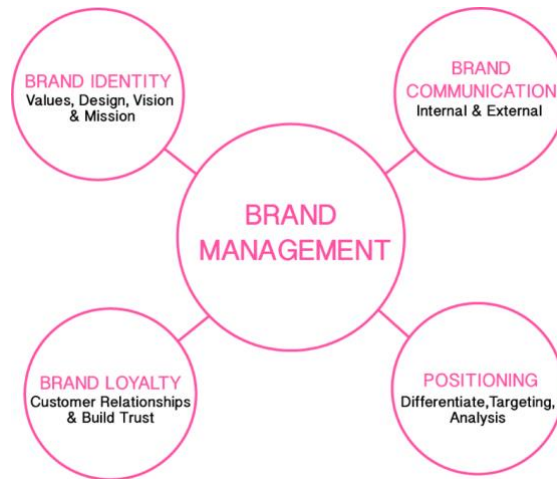 BRAND IDENTITY
Values, Design, Vision
& Mission
BRAND
COMMUNICATION
Internal & External
BRAND
MANAGEMENT
BRAND LOYALTY
Customer Relationships
& Build Trust
POSITIONING
Differentiate,Targeting,
Analysis